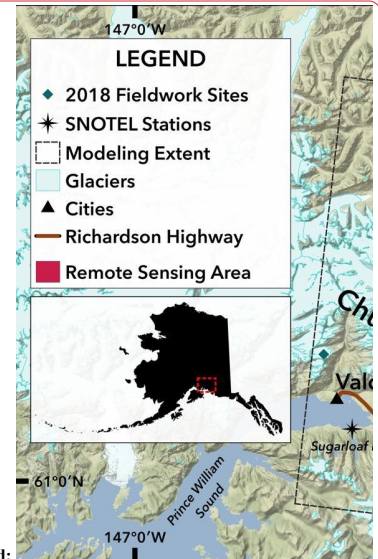 147°0'W
LEGEND
2018 Fieldwork Sites
SNOTEL Stations
Modeling Extent
Glaciers
Cities
Richardson Highway
Remote Sensing Area
Chu
Vald
Sugarloaf
61°0'N
Prince William
Sound
147°0'W
d: